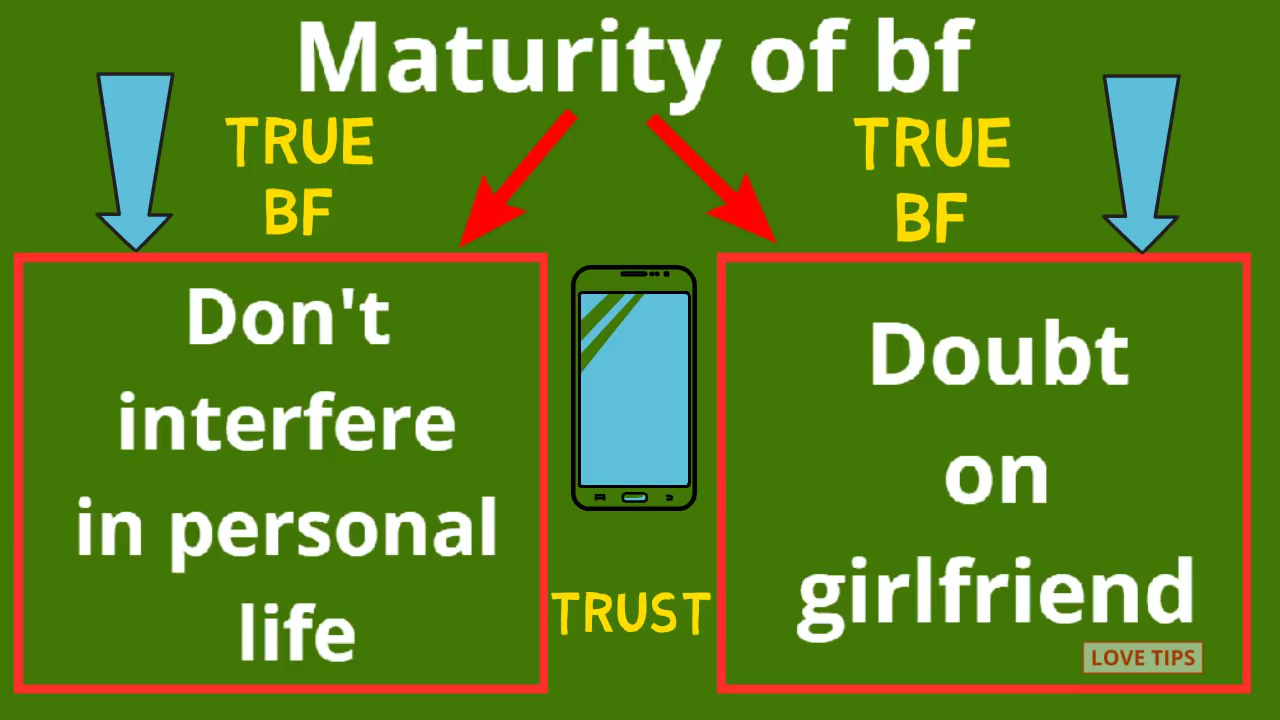 Maturity of bf
TRUE
BF
TRUE
BF
Don't
interfere
in personal
life
TRUST
Doubt
on
girlfriend
LOVE TIPS